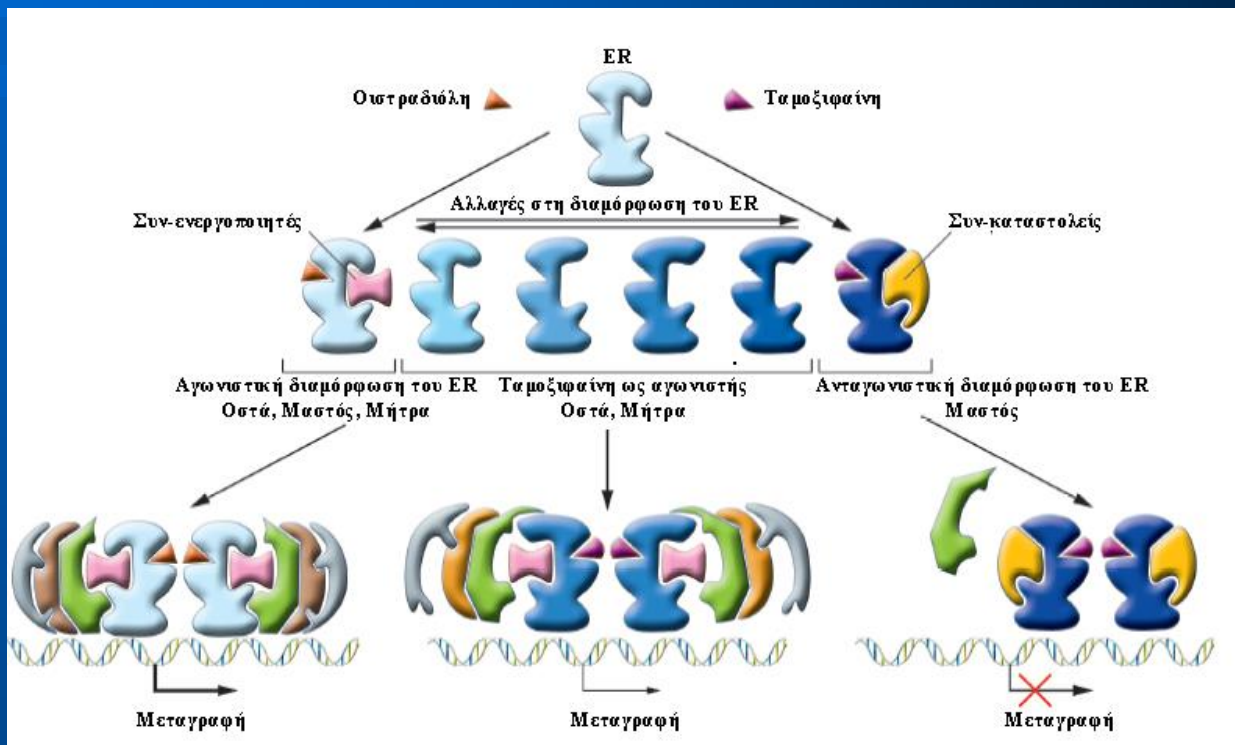 ER
Οιστραδιόλη
Ταμοξιφαίνη
Αλλαγές στη διαμόρφωση του ER
Συν-ενεργοποιητές
Συν-καταστολείς
Αγωνιστική διαμόρφωση του ER
Οστά, Μαστός, Μήτρα
Ταμοξιφαίνη ως αγωνιστής
Οστά, Μήτρα
Ανταγωνιστική διαμόρφωση του ER
Μαστός
Μεταγραφή
Μεταγραφή
Μεταγραφή